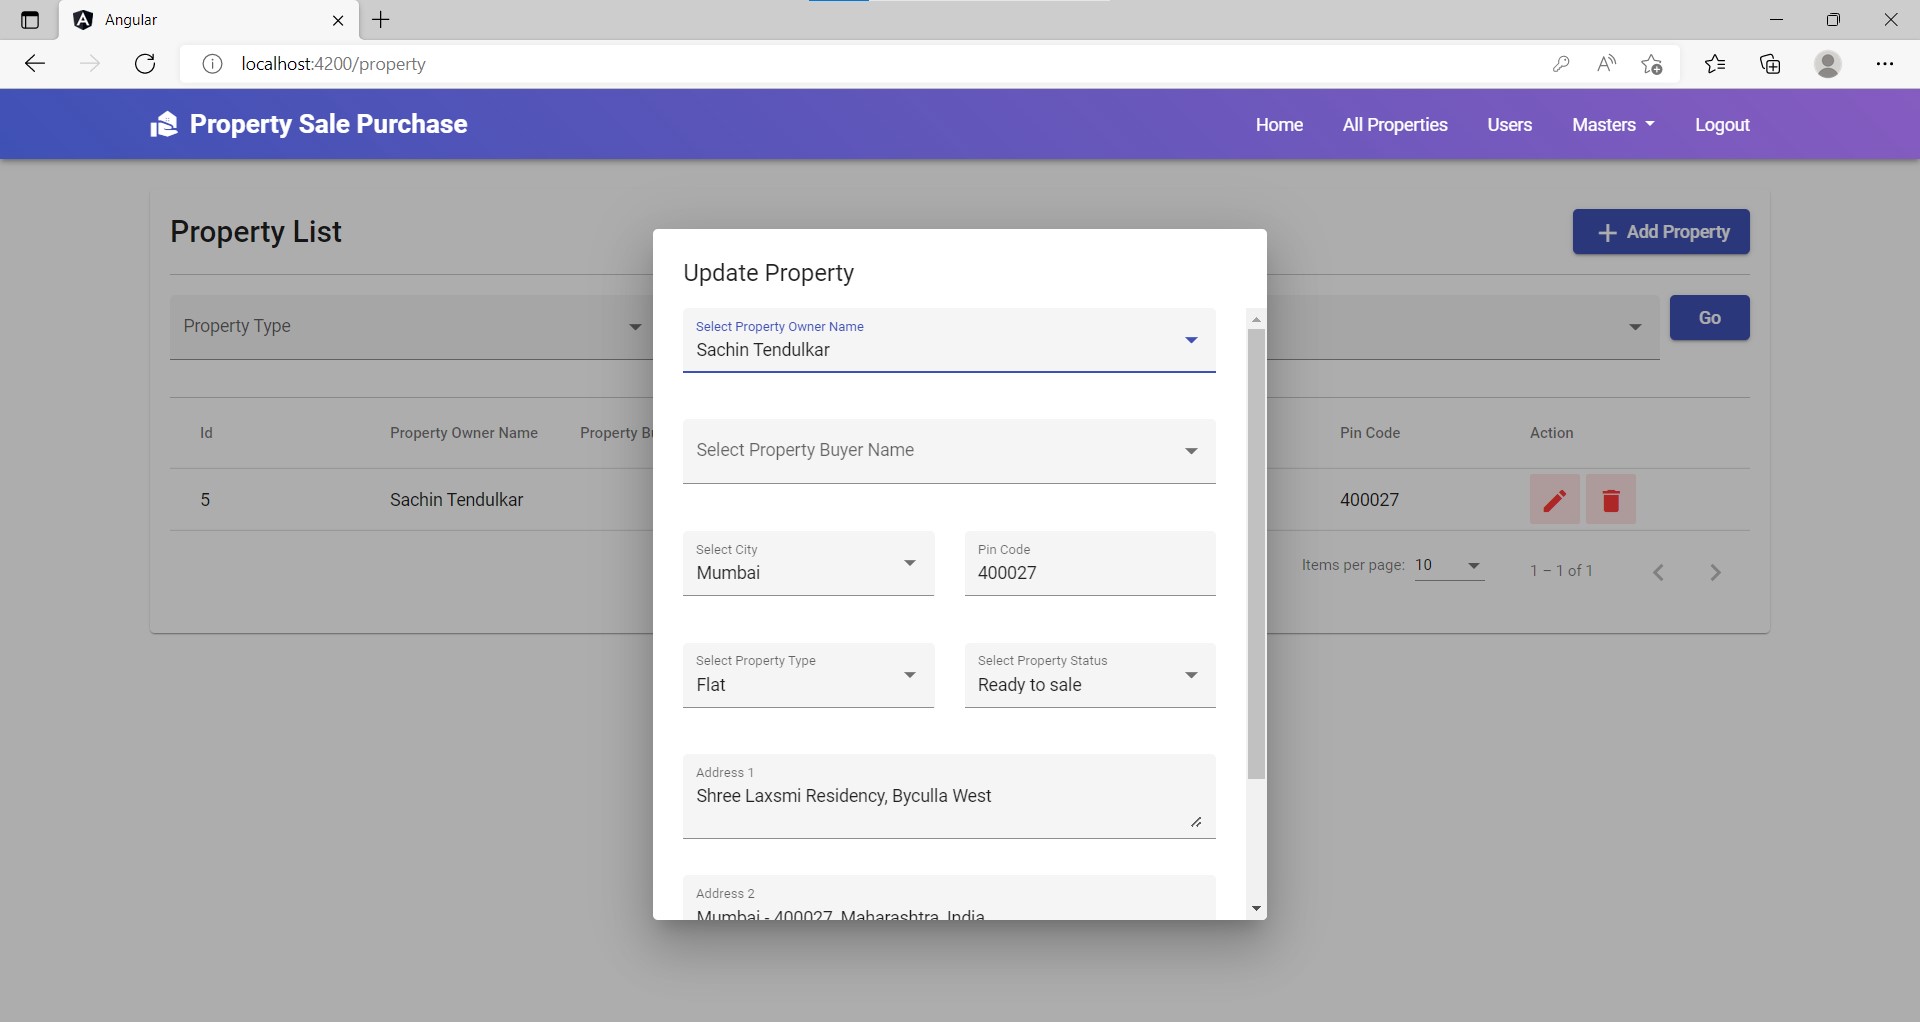 Angular
localhost:4200/property
Property Sale Purchase
Home
All Properties
Users
Masters
Logout
Property List
Add Property
Property Type
Go
Id
Property Owner Name
Property B
Pin Code
Action
5
Sachin Tendulkar
400027
Items per page: 10
1 – 1 of 1
Update Property
Select Property Owner Name
Sachin Tendulkar
Select Property Buyer Name
Select City
Mumbai
Pin Code
400027
Select Property Type
Flat
Select Property Status
Ready to sale
Address 1
Shree Laxsmi Residency, Byculla West
Address 2
Mumbai - 400027, Maharashtra, India